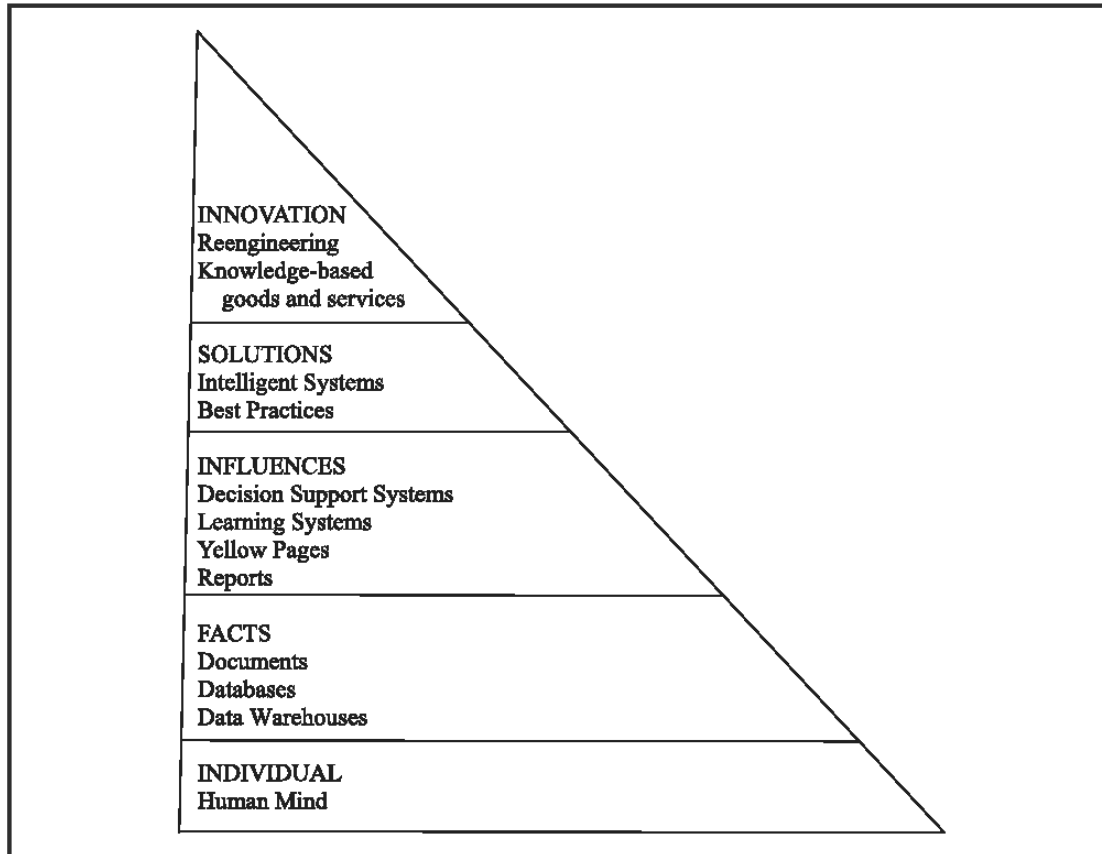 INNOVATION
Reengineering
Knowledge-based
goods and services
SOLUTIONS
Intelligent Systems
Best Practices
INFLUENCES
Decision Support Systems
Learning Systems
Yellow Pages
Reports
FACTS
Documents
Databases
Data Warehouses
INDIVIDUAL
Human Mind